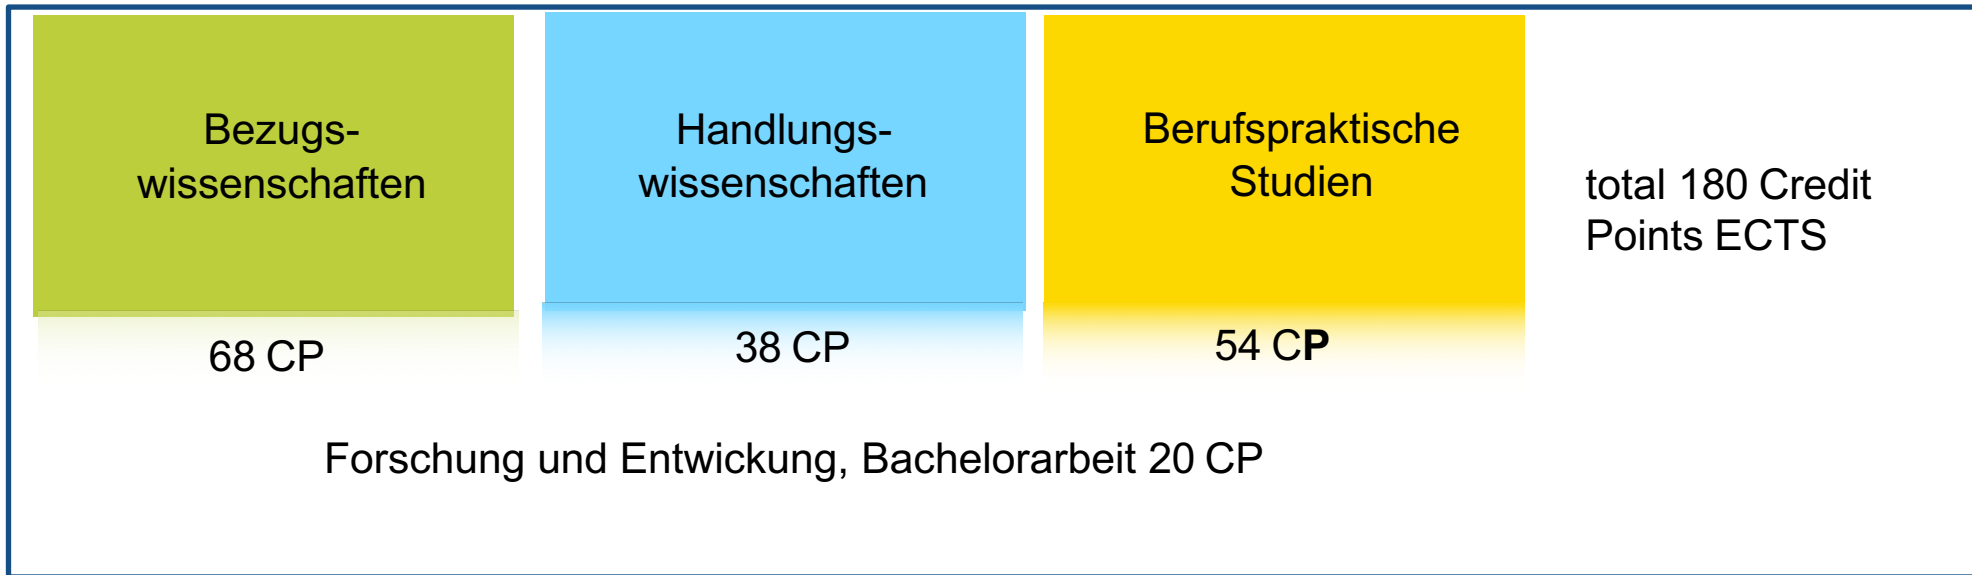 Bezugs-
wissenschaften
68 CP
Handlungs-
wissenschaften
38 CP
Berufspraktische
Studien
54 CP
total 180 Credit
Points ECTS
Forschung und Entwickung, Bachelorarbeit 20 CP